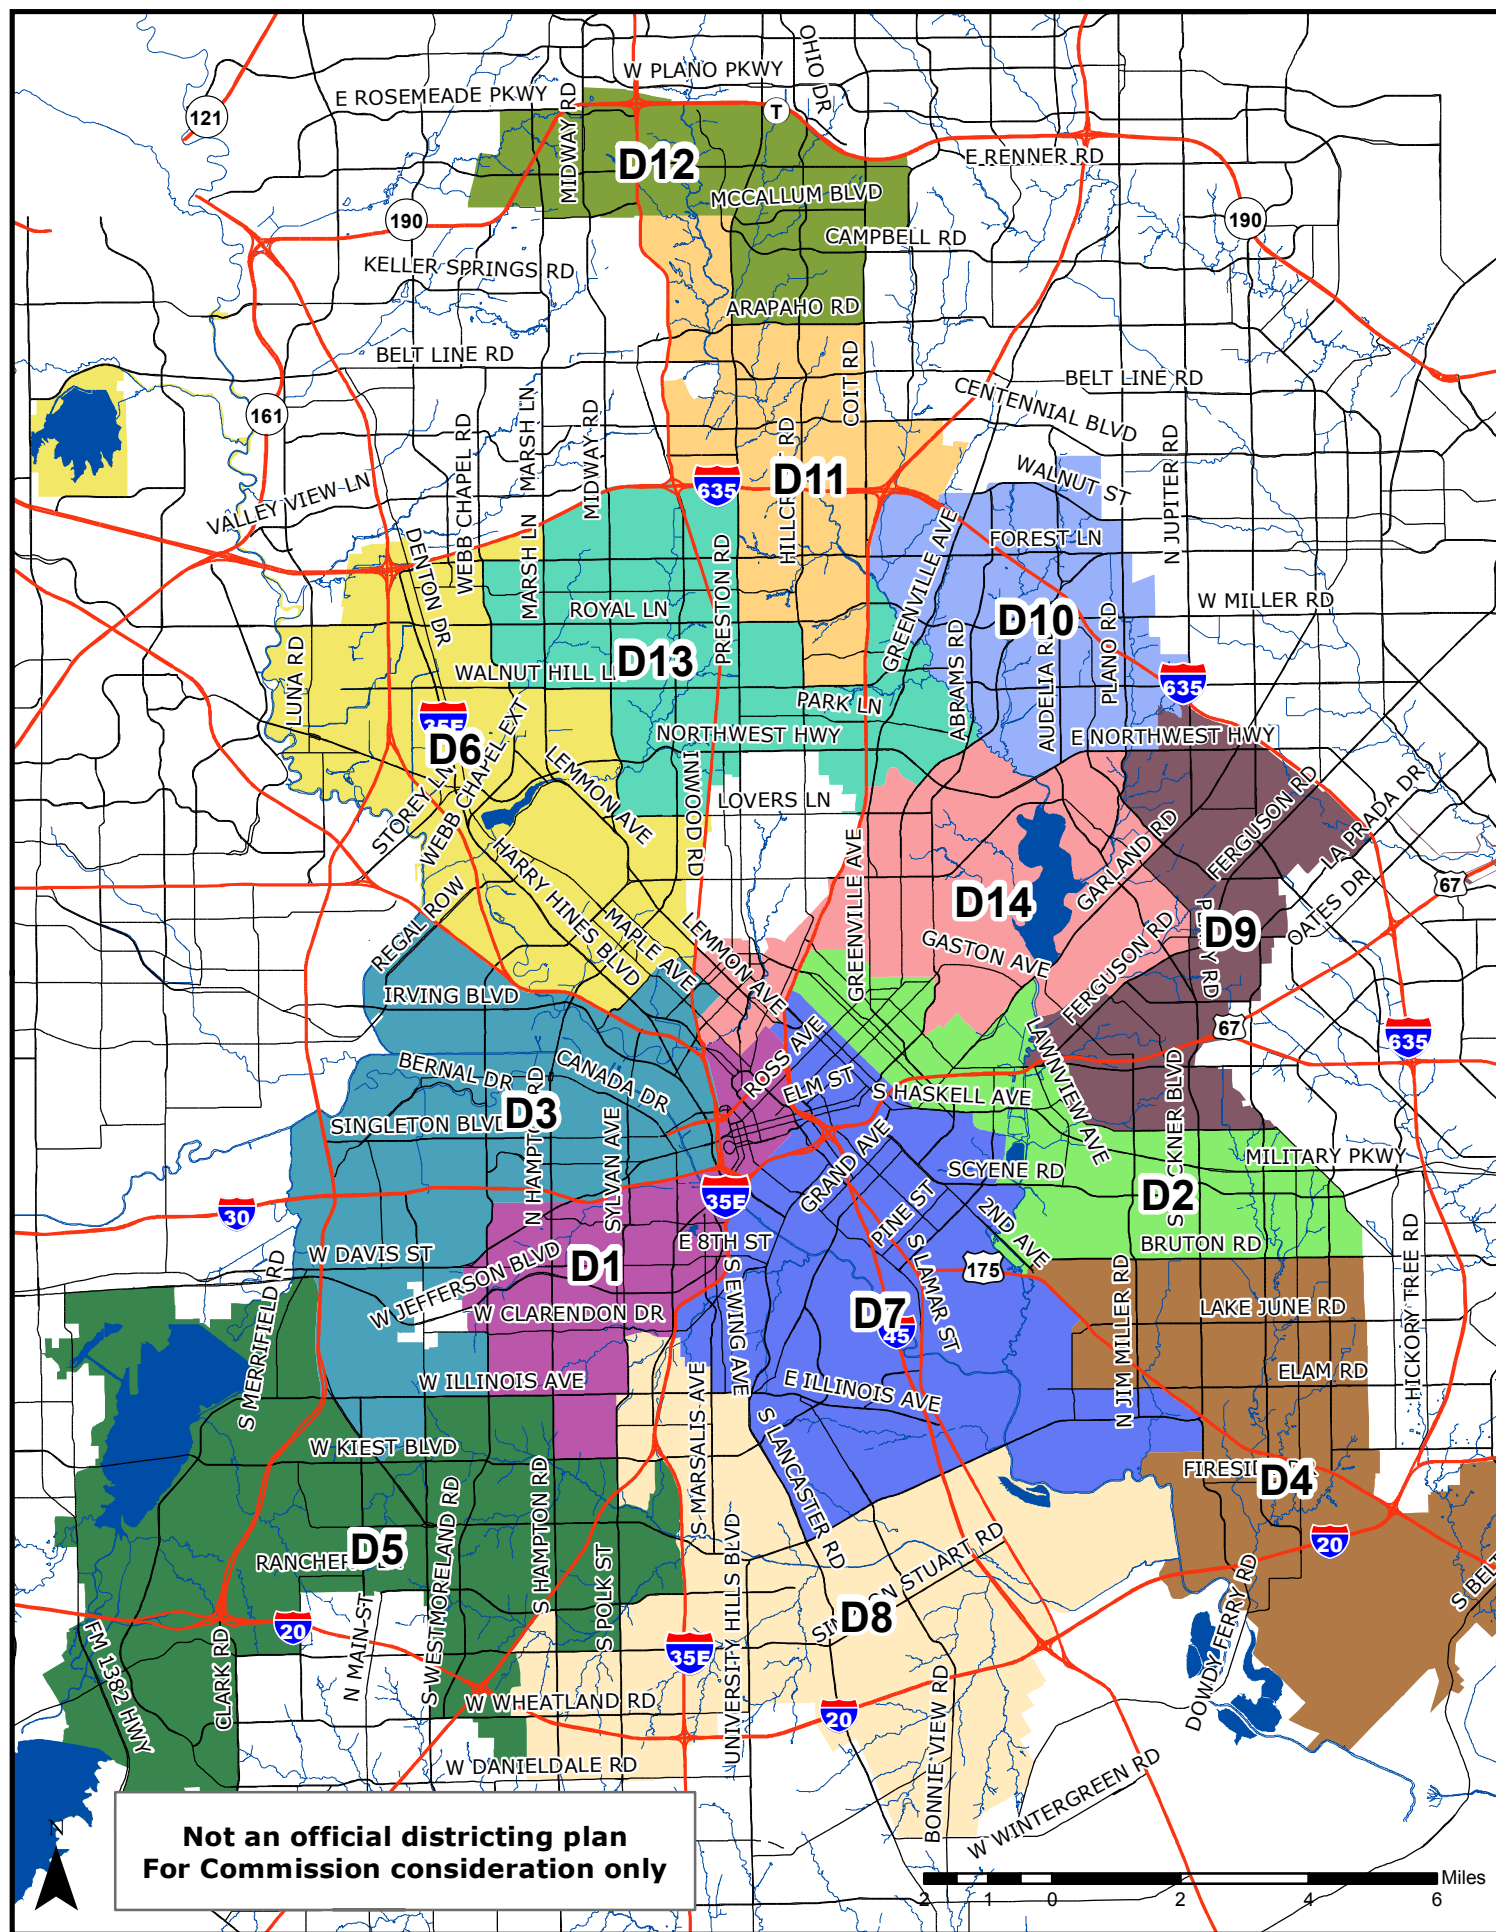 W PLANO PKWY
OHIO DR
E ROSEMEADE PKWY
MIDWAY RD
121
T
E RENNER RD
D12
MCCALLUM BLVD
190
190
CAMPBELL RD
KELLER SPRINGS RD
ARAPAHO RD
BELT LINE RD
COIT RD
BELT LINE RD
CENTENNIAL BLVD
161
WEBB CHAPEL RD
MARSH LN
MIDWAY RD
N JUPITER RD
WALNUT ST
635
D11
VALLEY VIEW LN
DENTON DR
MARSH LN
PRESTON RD
GREENVILLE AVE
FOREST LN
ROYAL LN
W MILLER RD
D10
LUNA RD
D13
WALNUT HILL
ABRAMS RD
PLANO RD
635
PARK LN
35E
D6
WEBB CHAPEL EXT
LEMMON AVE
NORTHWEST HWY
INWOOD RD
E NORTHWEST HWY
LOVERS LN
FERGUSON RD
LA PRADA DR
HARRY HINES BLVD
GREENVILLE AVE
GARLAND RD
67
REGAL ROW
MAPLE AVE
LEMMON AVE
D14
GASTON AVE
FERGUSON RD
D9
OATES DR
IRVING BLVD
67
635
BERNAL DR
CANADA DR
ROSS AVE
ELM ST
LAWNVIEW AVE
S HASKELL AVE
D3
SINGLETON BLVD
SYLVAN AVE
GRAND AVE
SCYENE RD
MILITARY PKWY
D2
35E
30
PINE ST
2ND AVE
W DAVIS ST
E 8TH ST
BRUTON RD
S MERRIFIELD RD
W JEFFERSON BLVD
D1
S EWING AVE
S LAMAR ST
175
N JIM MILLER RD
HICKORY TREE RD
W CLARENDON DR
D7
45
LAKE JUNE RD
W ILLINOIS AVE
S MARSALIS AVE
E ILLINOIS AVE
ELAM RD
W KIEST BLVD
S LANCASTER RD
D4
S WESTMORELAND RD
S HAMPTON RD
D5
S POLK ST
UNIVERSITY HILLS BLVD
20
20
35E
D8
DOWDY FERRY RD
FM 1382 HWY
CLARK RD
N MAIN ST
W WHEATLAND RD
20
BONNIE VIEW RD
W DANIELDALE RD
W WINTERGREEN RD
Not an official districting plan
For Commission consideration only
N
Miles
2 1 0 2 4 6